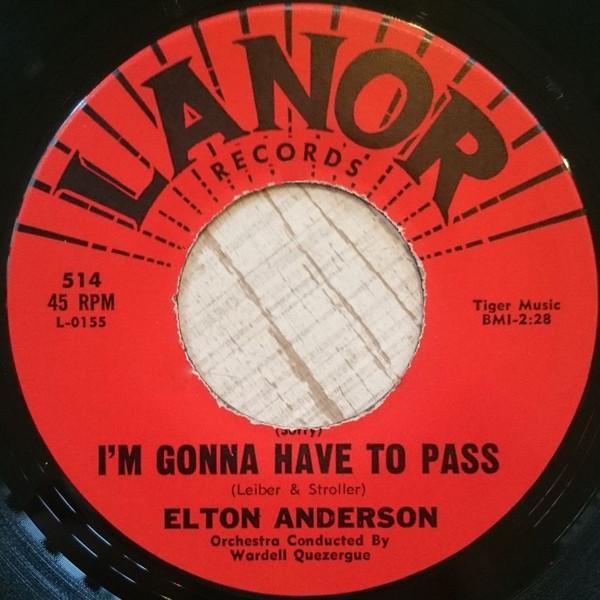 LANOR
RECORDS
514
45 RPM
L-0155
Tiger Music
BMI-2:28
(Sorry)
I'M GONNA HAVE TO PASS
(Leiber & Stroller)
ELTON ANDERSON
Orchestra Conducted By
Wardell Quezergue